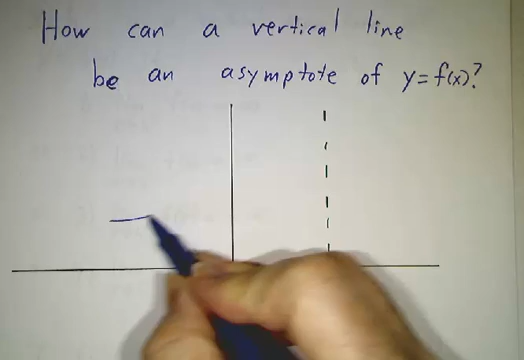 How can a vertical line
be an asymptote of y=f(x)?